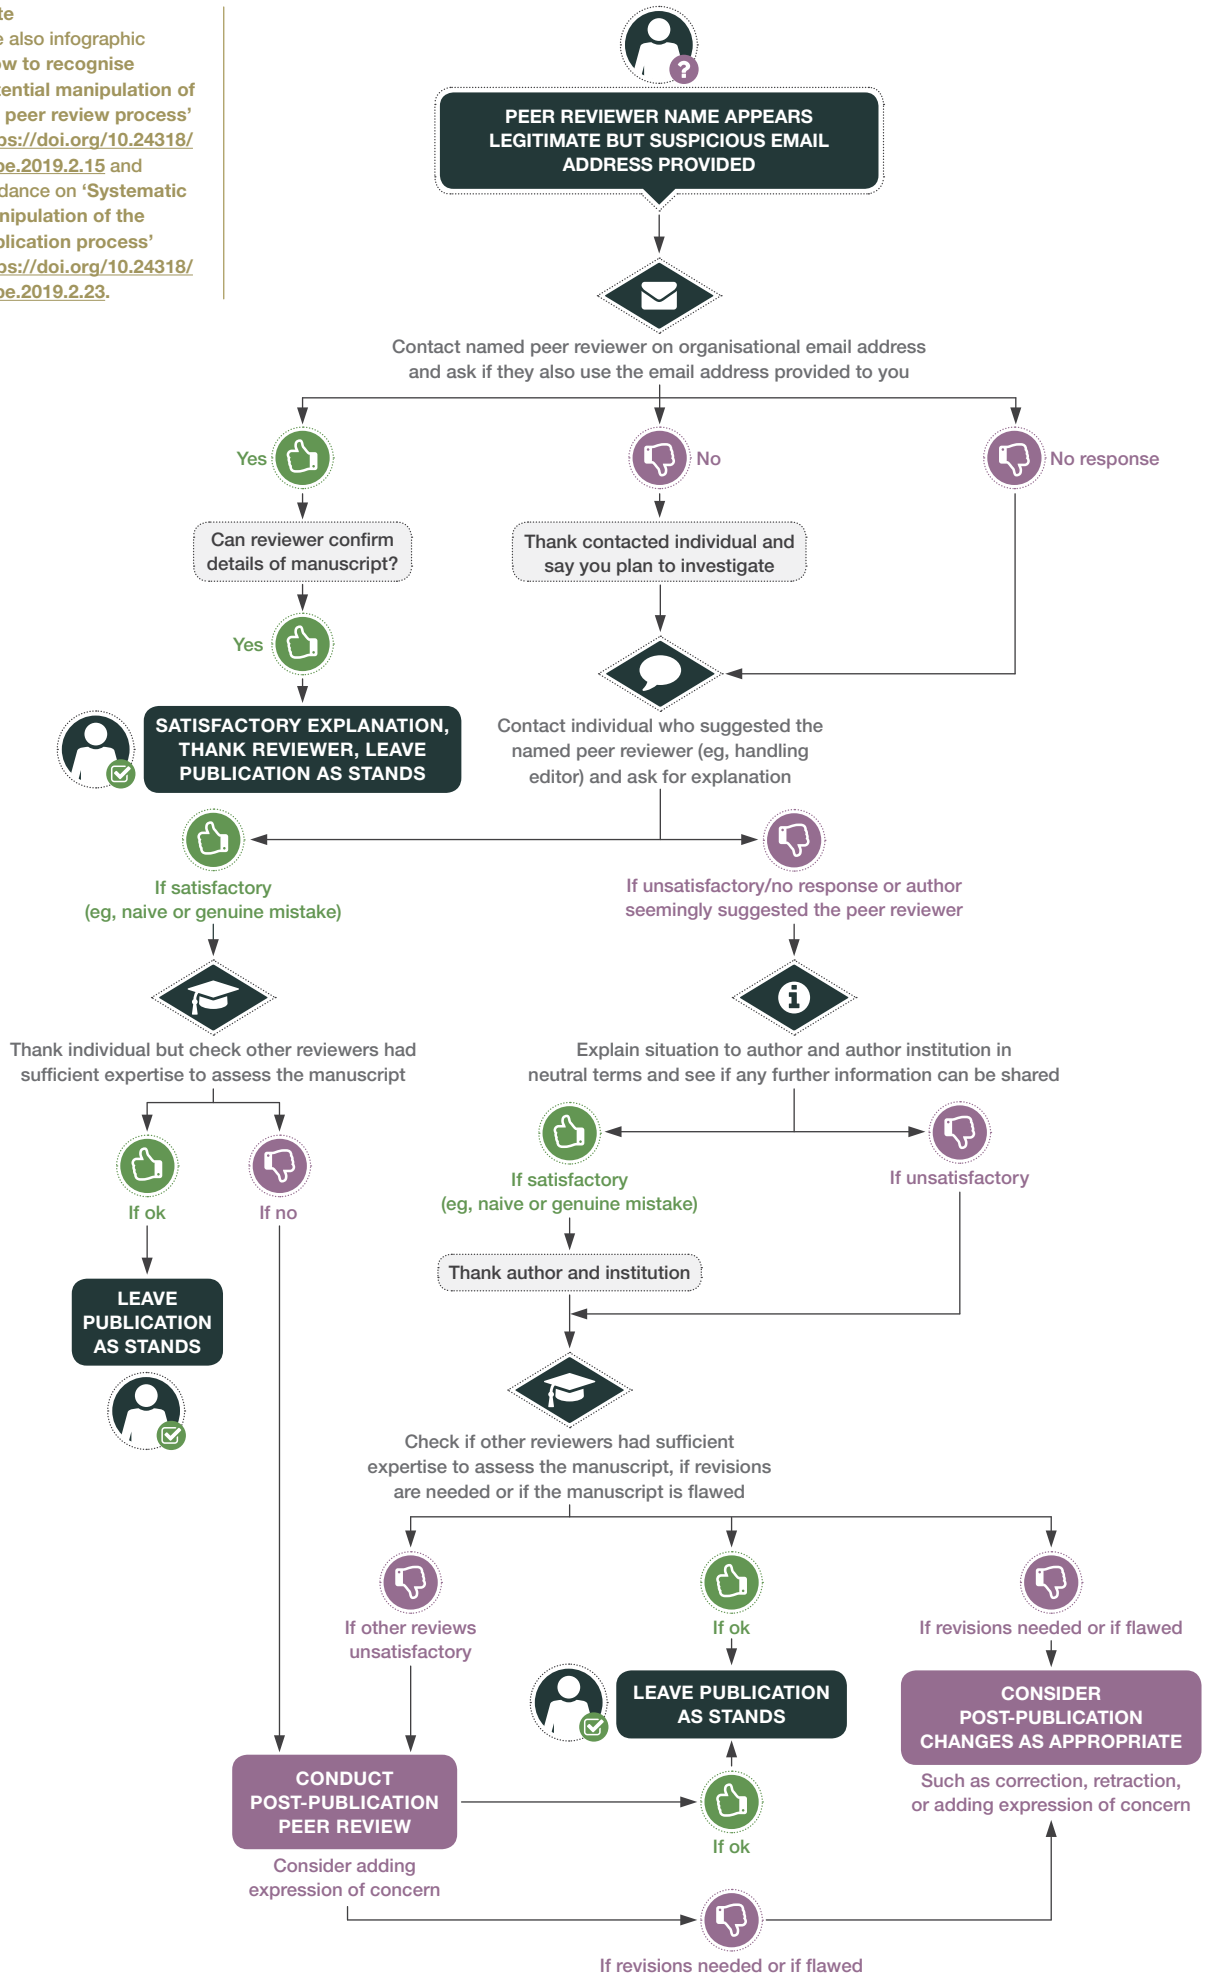 also infographic
to recognise
manipulation of
peer review process’
://doi.org/10.24318/
.2019.2.15 and
on ‘Systematic
of the
process’
://doi.org/10.24318/
.2019.2.23.
PEER REVIEWER NAME APPEARS
LEGITIMATE BUT SUSPICIOUS EMAIL
ADDRESS PROVIDED
Contact named peer reviewer on organisational email address
and ask if they also use the email address provided to you
Yes
No
No response
Can reviewer confirm
details of manuscript?
Thank contacted individual and
say you plan to investigate
Yes
SATISFACTORY EXPLANATION,
THANK REVIEWER, LEAVE
PUBLICATION AS STANDS
Contact individual who suggested the
named peer reviewer (eg, handling
editor) and ask for explanation
If satisfactory
(eg, naive or genuine mistake)
If unsatisfactory/no response or author
seemingly suggested the peer reviewer
Thank individual but check other reviewers had
sufficient expertise to assess the manuscript
Explain situation to author and author institution in
neutral terms and see if any further information can be shared
If ok
If no
If satisfactory
(eg, naive or genuine mistake)
If unsatisfactory
LEAVE
PUBLICATION
AS STANDS
Thank author and institution
Check if other reviewers had sufficient
expertise to assess the manuscript, if revisions
are needed or if the manuscript is flawed
If other reviews
unsatisfactory
If ok
If revisions needed or if flawed
LEAVE PUBLICATION
AS STANDS
CONSIDER
POST-PUBLICATION
CHANGES AS APPROPRIATE
Such as correction, retraction,
or adding expression of concern
CONDUCT
POST-PUBLICATION
PEER REVIEW
Consider adding
expression of concern
If ok
If revisions needed or if flawed